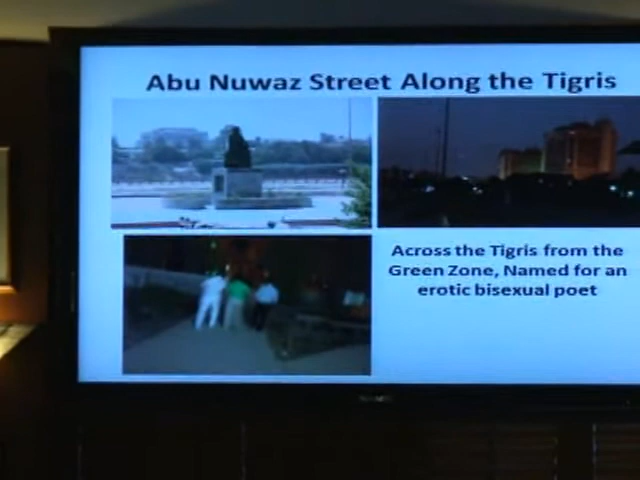 Abu Nuwaz Street Along the Tigris
Across the Tigris from the
Green Zone, Named for an
erotic bisexual poet